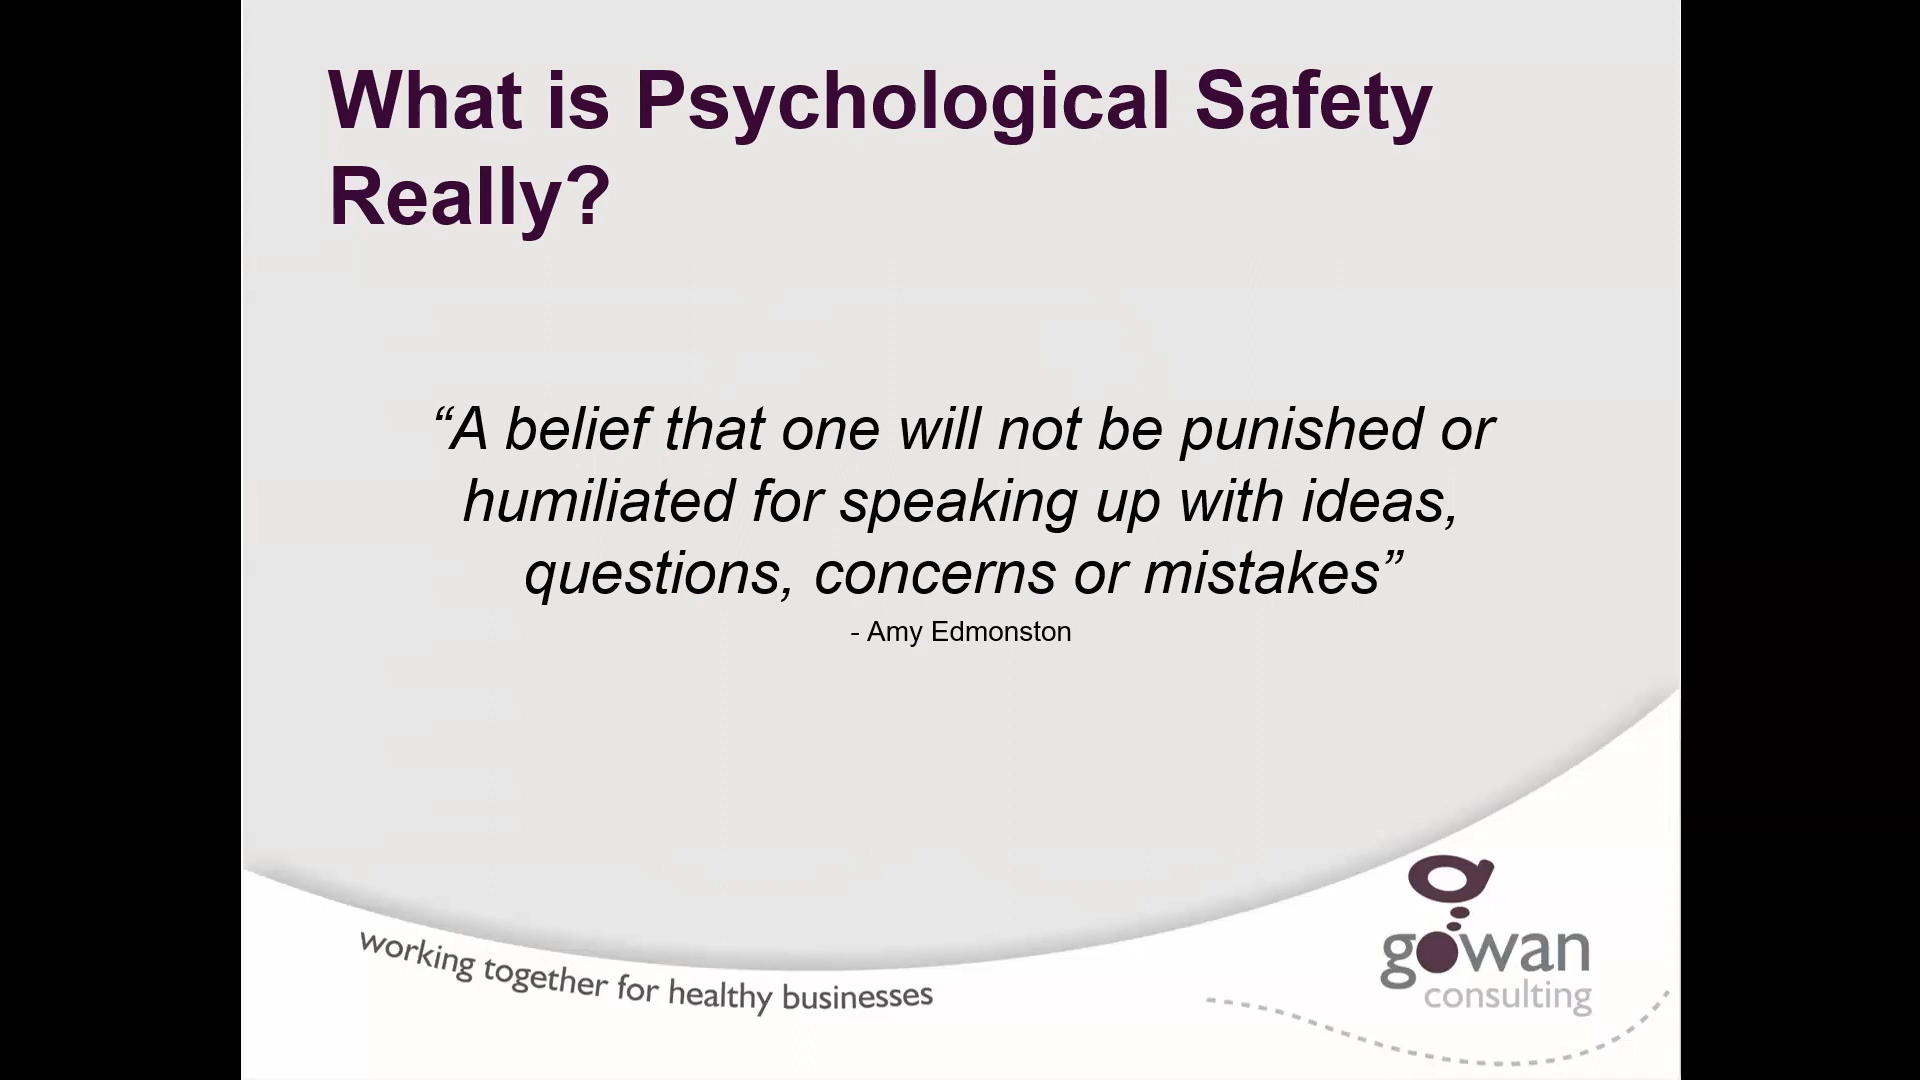 What is Psychological Safety
Really?
“A belief that one will not be punished or
humiliated for speaking up with ideas,
questions, concerns or mistakes”
- Amy Edmonston
working together for healthy businesses
gowan
consulting